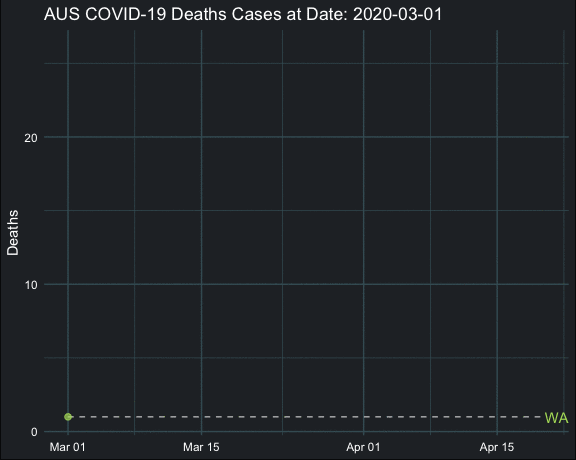 AUS COVID-19 Deaths Cases at Date: 2020-03-01
20
Deaths
10
WA
0
Mar 01 Mar 15 Apr 01 Apr 15